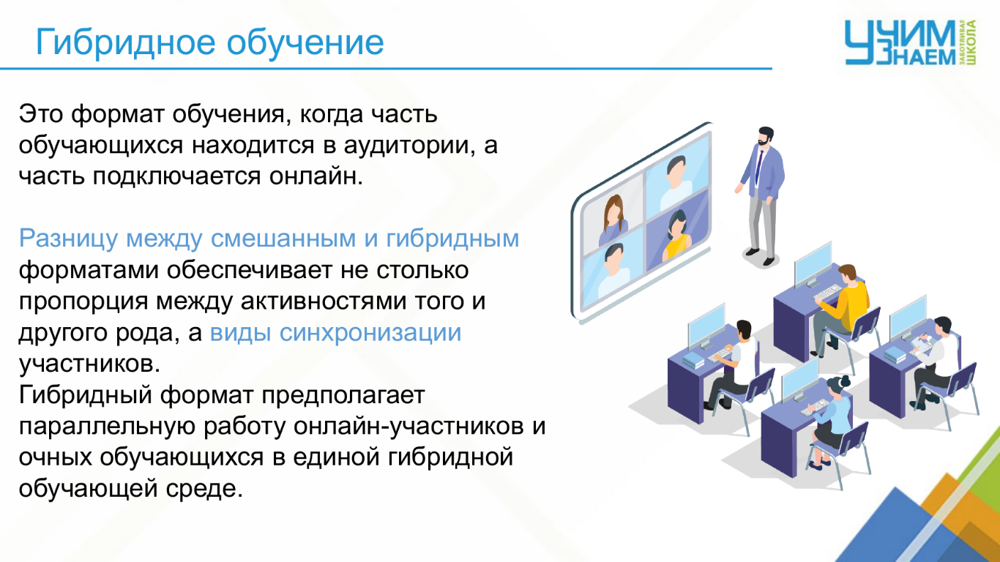 Гибридное обучение
УЧИМ
ЗНАЕМ
ЗАБОТЛИВАЯ
ШКОЛА
Это формат обучения, когда часть
обучающихся находится в аудитории, а
часть подключается онлайн.
Разницу между смешанным и гибридным
форматами обеспечивает не столько
пропорция между активностями того и
другого рода, а виды синхронизации
участников.
Гибридный формат предполагает
параллельную работу онлайн-участников и
очных обучающихся в единой гибридной
обучающей среде.